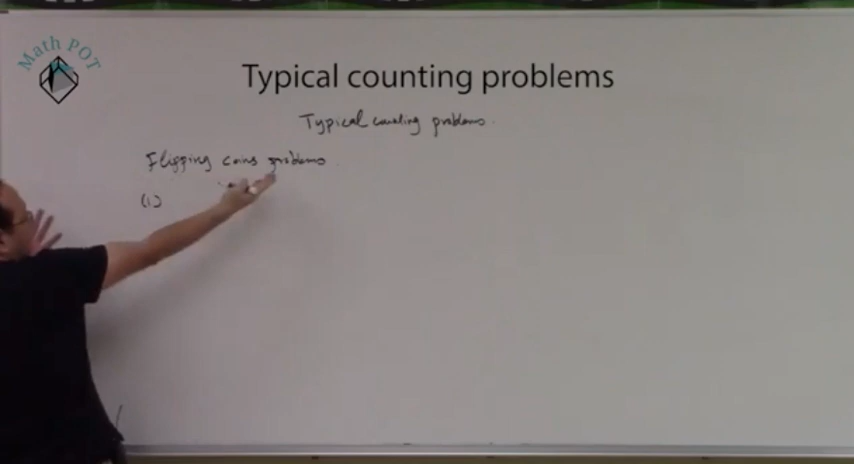 Math POT
Typical counting problems
Typical counting problems.
Flipping coins problems.
(1)